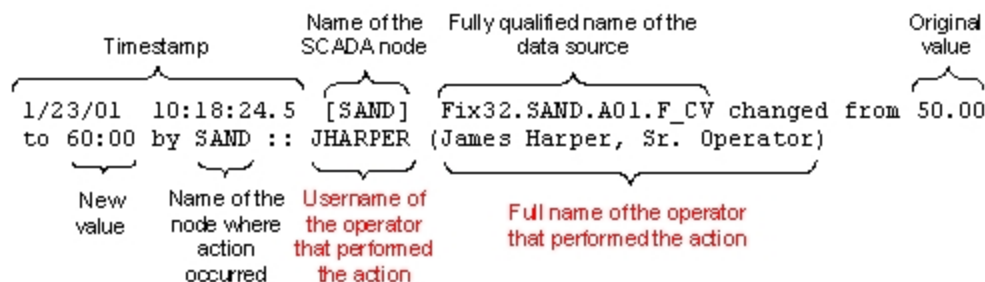 Timestamp
Name of the
SCADA node
Fully qualified name of the
data source
Original
value
1/23/01 10:18:24.5 [SAND] Fix32.SAND.A01.F_CV changed from 50.00
to 60:00 by SAND :: JHARPER (James Harper, Sr. Operator)
New
value
Name of the
node where
action
occurred
Username of
the operator
that performed
the action
Full name of the operator
that performed the action